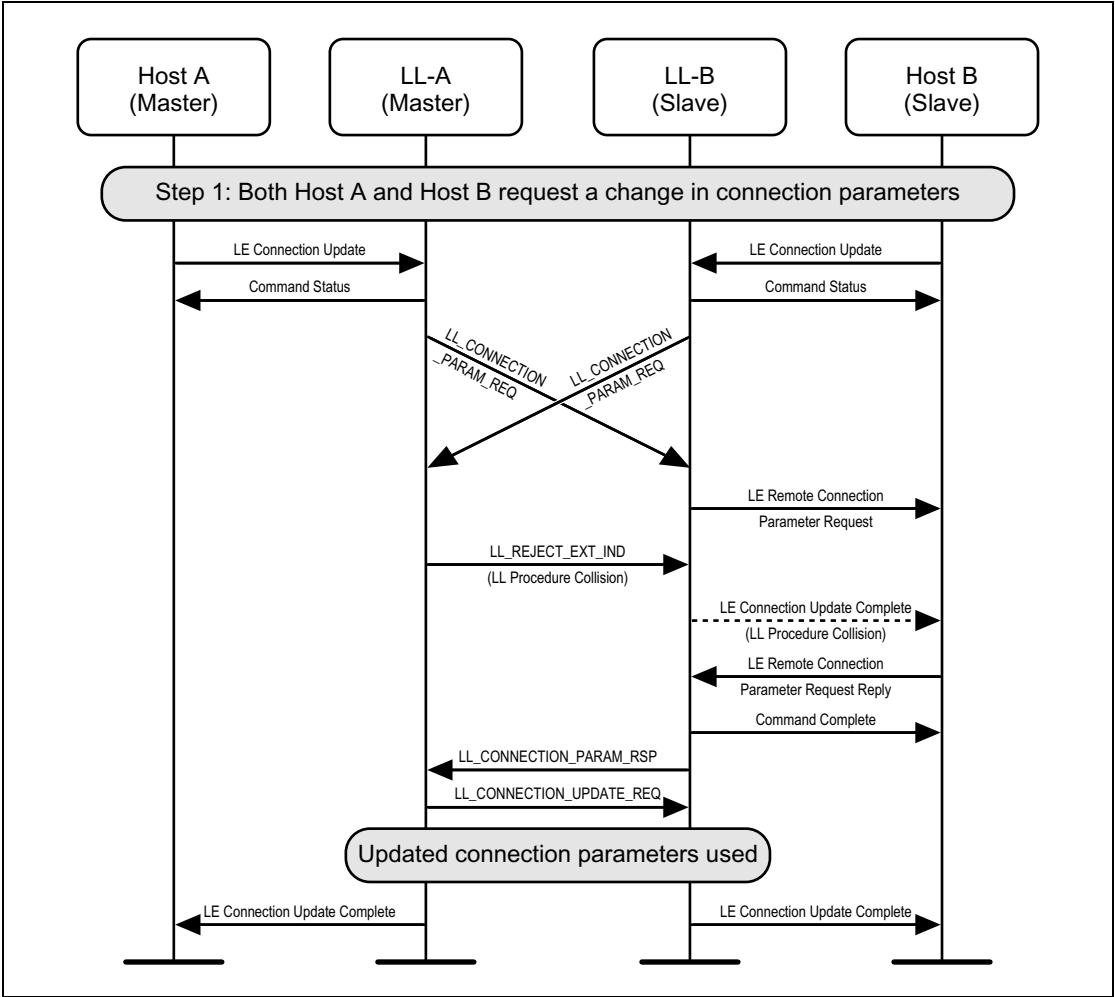 Host A
(Master)
LL-A
(Master)
LL-B
(Slave)
Host B
(Slave)
Step 1: Both Host A and Host B request a change in connection parameters
LE Connection Update
LE Connection Update
Command Status
Command Status
LL_CONNECTION
_PARAM_REQ
LL_CONNECTION
_PARAM_REQ
LE Remote Connection
Parameter Request
LL_REJECT_EXT_IND
(LL Procedure Collision)
LE Connection Update Complete
(LL Procedure Collision)
LE Remote Connection
Parameter Request Reply
Command Complete
LL_CONNECTION_PARAM_RSP
LL_CONNECTION_UPDATE_REQ
Updated connection parameters used
LE Connection Update Complete
LE Connection Update Complete